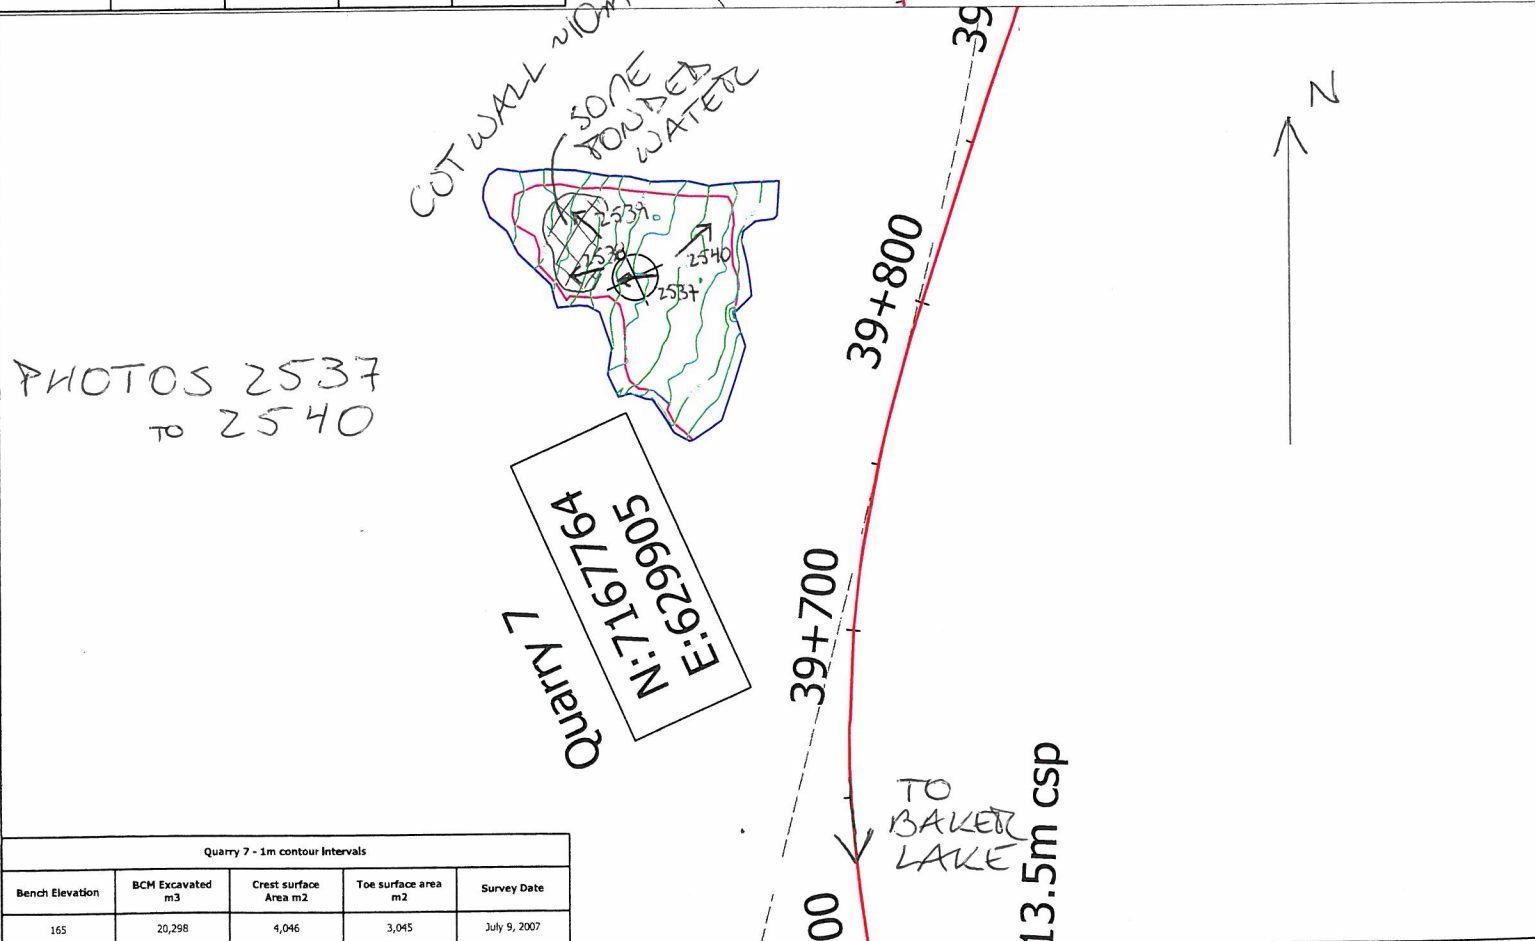 CUT WALL ~10m
SOME
PONDED
WATER
2539
2538
2540
2537
PHOTOS 2537
TO 2540
N
39
39+800
39+700
00
Quarry 7
N:7167764
E:629905
TO
BAKER
LAKE
13.5m csp
Quarry 7 - 1m contour intervals
Bench Elevation
BCM Excavated
m3
Crest surface
Area m2
Toe surface area
m2
Survey Date
165 20,298 4,046 3,045 July 9, 2007